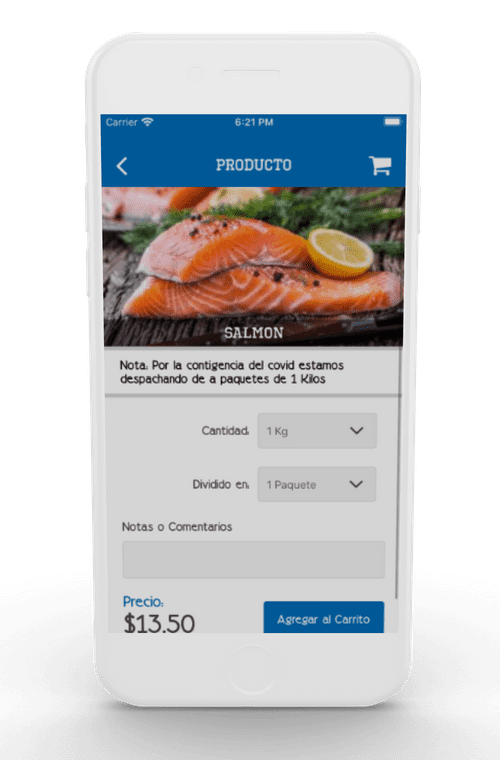 Carrier 6:21 PM
PRODUCTO
SALMON
Nota: Por la contigencia del covid estamos
despachando de a paquetes de 1 Kilos
Cantidad: 1 Kg
Dividido en: 1 Paquete
Notas o Comentarios
Precio:
$13.50 Agregar al Carrito